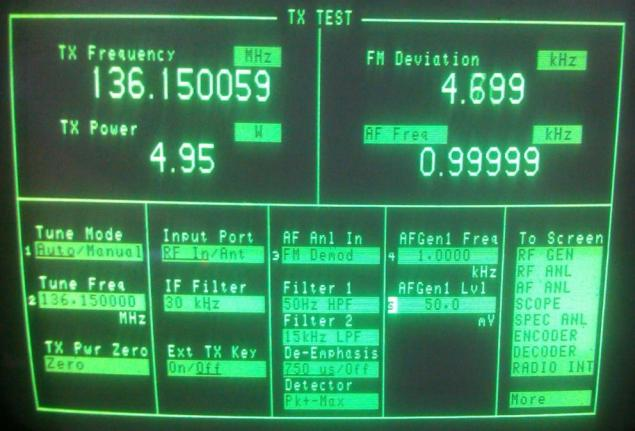 TX TEST
TX Frequency MHz
136.150059
FM Deviation kHz
4.699
TX Power W
4.95
AF Freq kHz
0.99999
Tune Mode
1 Auto/Manual
Tune Freq
2 136.150000
MHz
TX Pwr Zero
Zero
Input Port
RF In/Ant
IF Filter
30 kHz
Ext TX Key
On/Off
AF Anl In
3 FM Demod
Filter 1
50Hz HPF
Filter 2
15kHz LPF
De-Emphasis
750 us/Off
Detector
Pk+-Max
AFGen1 Freq
4 1.0000
kHz
AFGen1 Lvl
5 50.0
mV
To Screen
RF GEN
RF ANL
AF ANL
SCOPE
SPEC ANL
ENCODER
DECODER
RADIO INT
More